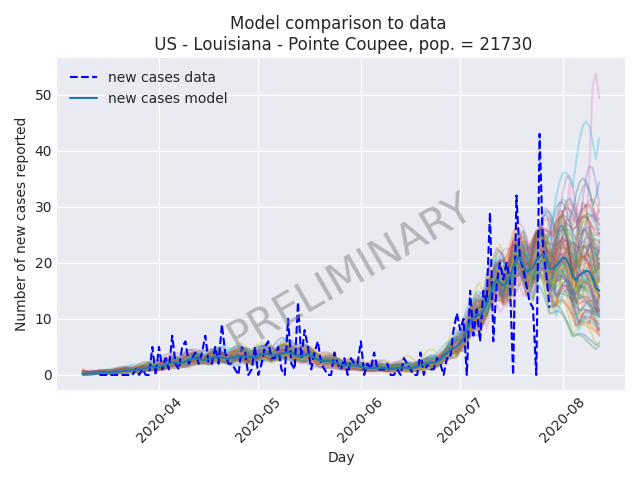 Model comparison to data
US - Louisiana - Pointe Coupee, pop. = 21730
new cases data
new cases model
PRELIMINARY
Number of new cases reported
50
40
30
20
10
0
2020-04
2020-05
2020-06
2020-07
2020-08
Day